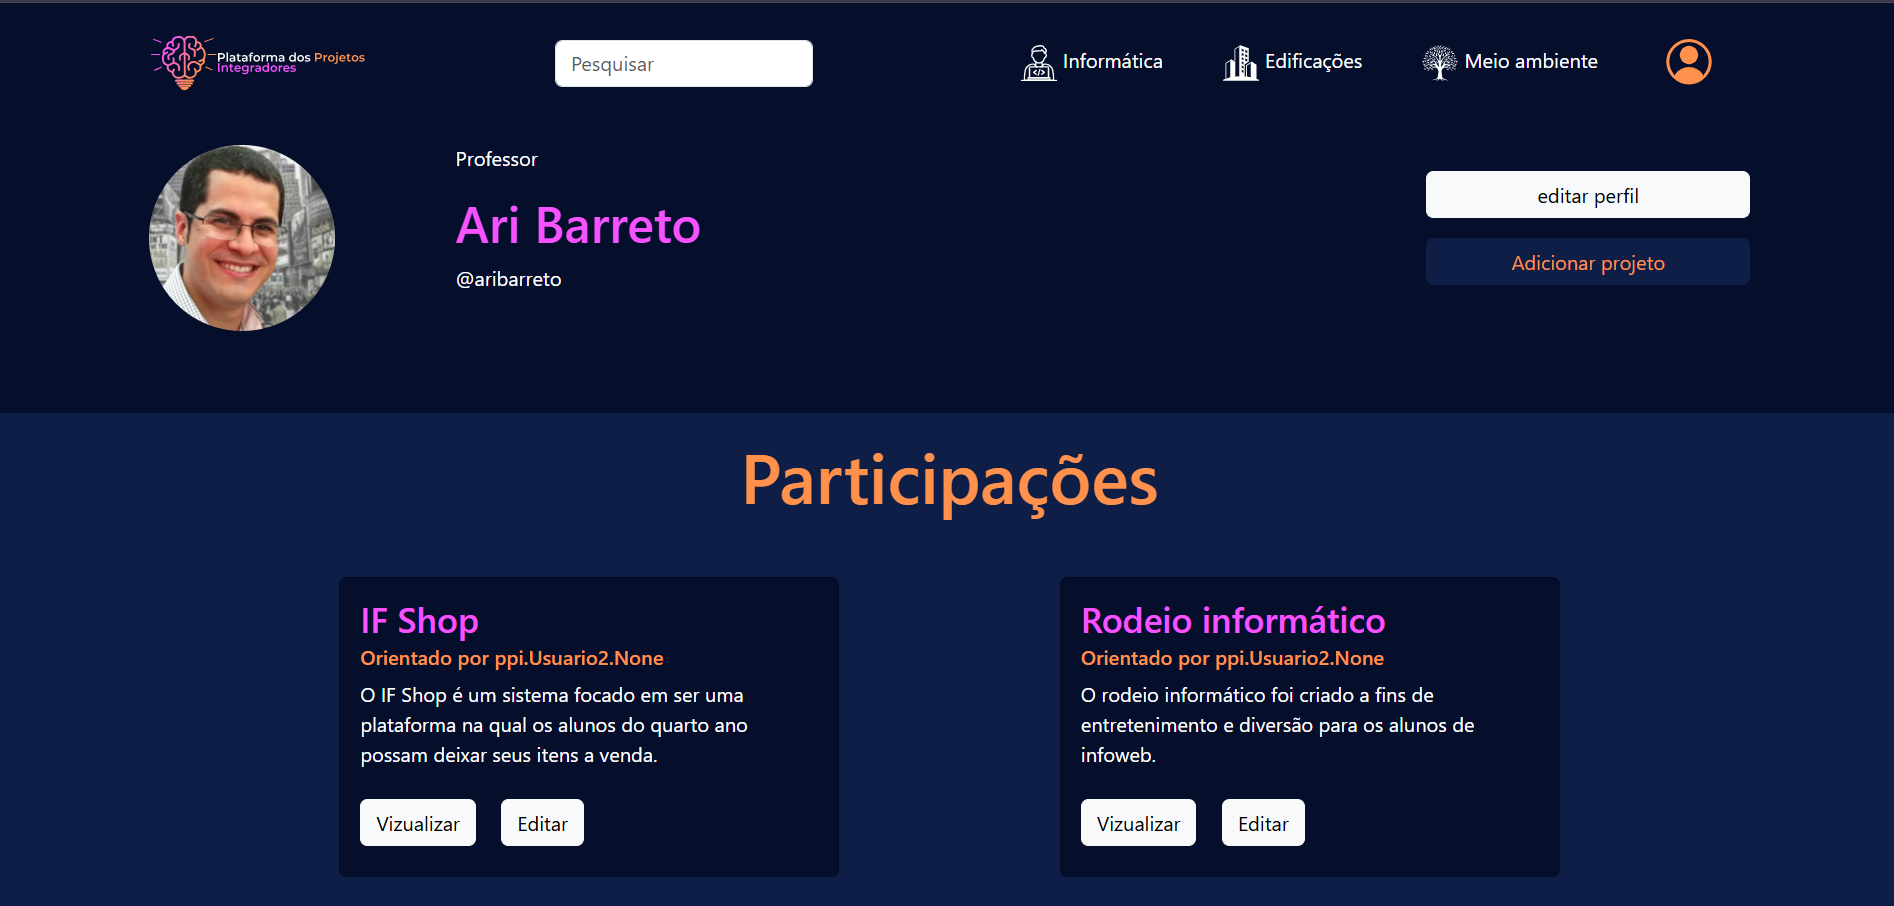 Plataforma dos Projetos
Integradores
Pesquisar
Informática
Edificações
Meio ambiente
Professor
Ari Barreto
@aribarreto
editar perfil
Adicionar projeto
Participações
IF Shop
Orientado por ppi.Usuario2.None
O IF Shop é um sistema focado em ser uma
plataforma na qual os alunos do quarto ano
possam deixar seus itens a venda.
Vizualizar
Editar
Rodeio informático
Orientado por ppi.Usuario2.None
O rodeio informático foi criado a fins de
entretenimento e diversão para os alunos de
infoweb.
Vizualizar
Editar